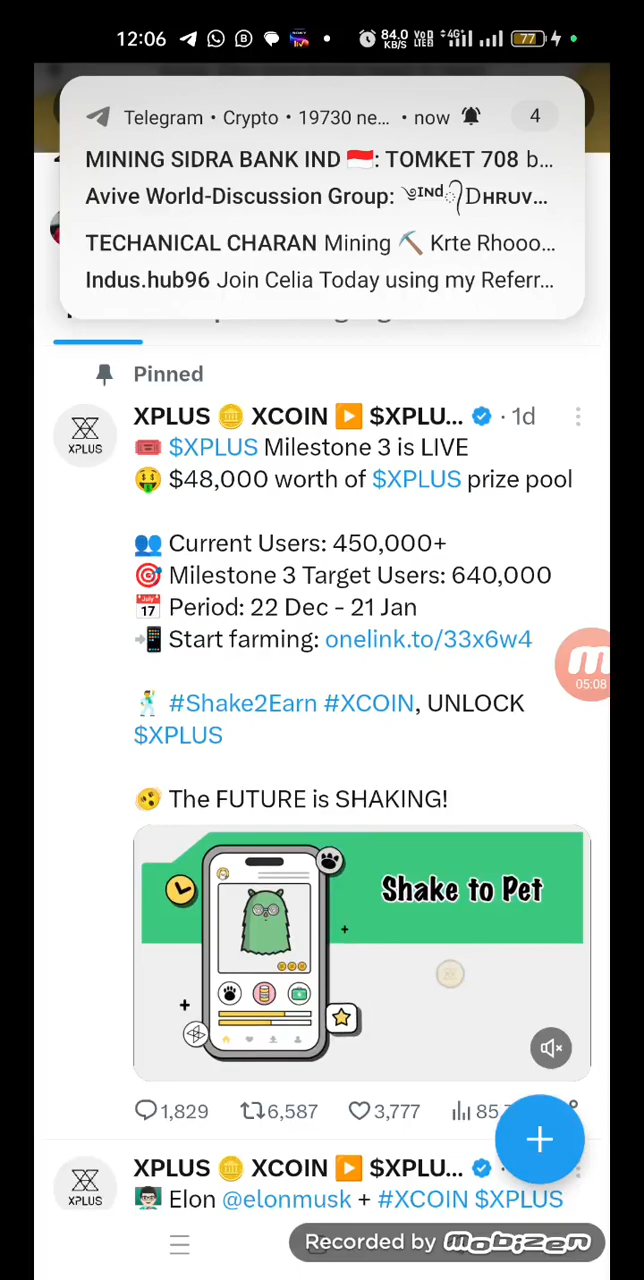 12:06
84.0
KB/S
4G
77
Telegram • Crypto • 19730 ne... • now
4
MINING SIDRA BANK IND 🇮🇩: TOMKET 708 b...
Avive World-Discussion Group: ༄ᴵᴺᴰ᭄Dʜʀᴜᴠ...
TECHANICAL CHARAN Mining ⛏️ Krte Rhooo...
Indus.hub96 Join Celia Today using my Referr...
Pinned
XPLUS 🪙 XCOIN ▶️ $XPLU... · 1d
XPLUS
🎟️ $XPLUS Milestone 3 is LIVE
🤑 $48,000 worth of $XPLUS prize pool
👥 Current Users: 450,000+
🎯 Milestone 3 Target Users: 640,000
📅 Period: 22 Dec - 21 Jan
📲 Start farming: onelink.to/33x6w4
05:08
🕺 #Shake2Earn #XCOIN, UNLOCK
$XPLUS
🫨 The FUTURE is SHAKING!
Shake to Pet
1,829 6,587 3,777
XPLUS 🪙 XCOIN ▶️ $XPLU...
XPLUS
👨‍🏫 Elon @elonmusk + #XCOIN $XPLUS
Recorded by mobizen